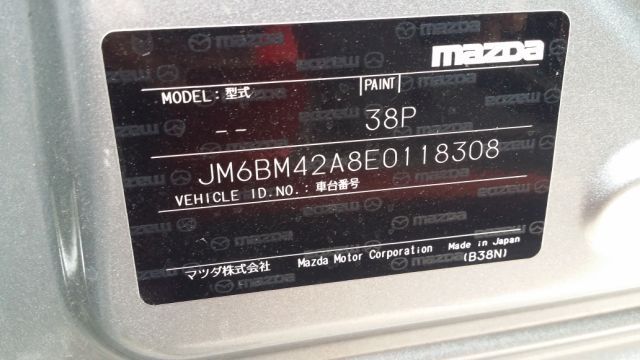 mazda
MODEL:型式 PAINT
-- 38P
JM6BM42A8E0118308
VEHICLE ID.NO.:車台番号
マツダ株式会社 Mazda Motor Corporation Made in Japan
(B38N)